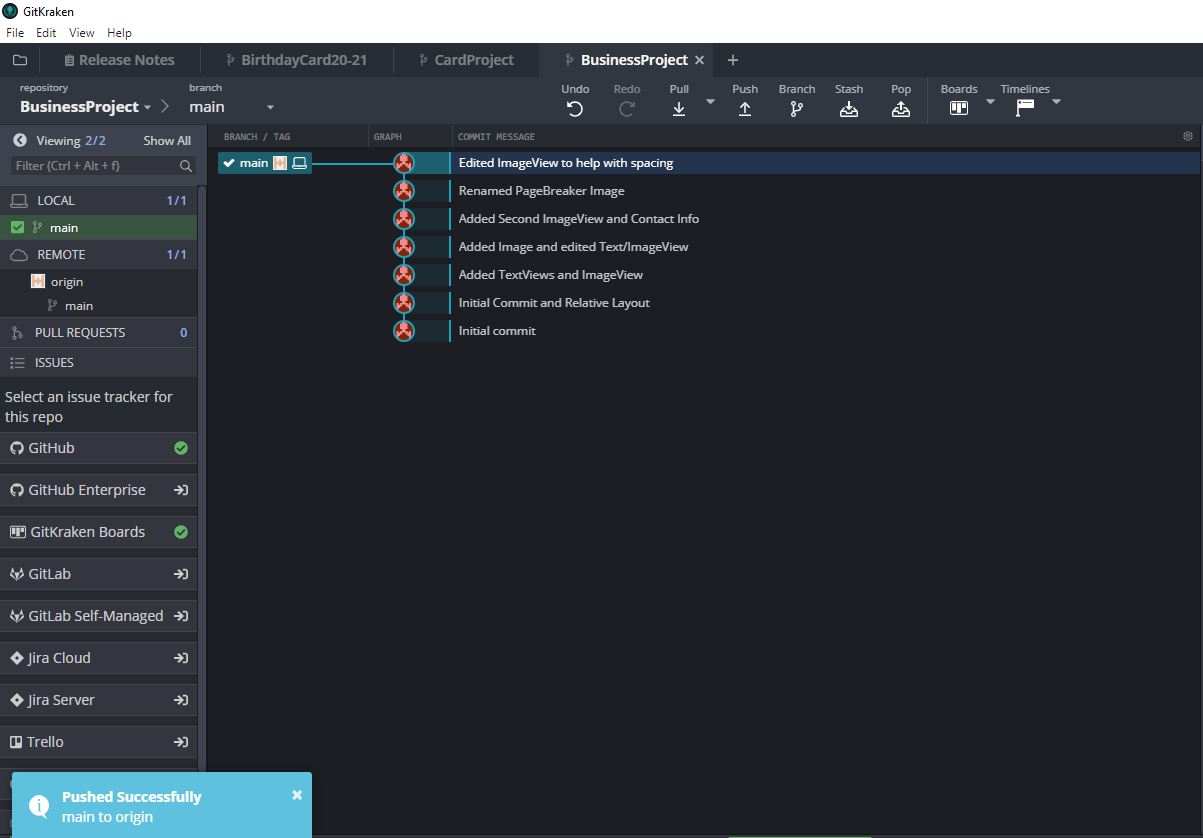 GitKraken
File Edit View Help
Release Notes BirthdayCard20-21 CardProject BusinessProject × +
repository branch
BusinessProject main
Undo Redo Pull Push Branch Stash Pop Boards Timelines
Viewing 2/2 Show All
Filter (Ctrl + Alt + f)
LOCAL 1/1
main
REMOTE 1/1
origin
main
PULL REQUESTS 0
ISSUES
Select an issue tracker for
this repo
GitHub
GitHub Enterprise
GitKraken Boards
GitLab
GitLab Self-Managed
Jira Cloud
Jira Server
Trello
BRANCH / TAG GRAPH COMMIT MESSAGE
main Edited ImageView to help with spacing
Renamed PageBreaker Image
Added Second ImageView and Contact Info
Added Image and edited Text/ImageView
Added TextViews and ImageView
Initial Commit and Relative Layout
Initial commit
Pushed Successfully ×
main to origin